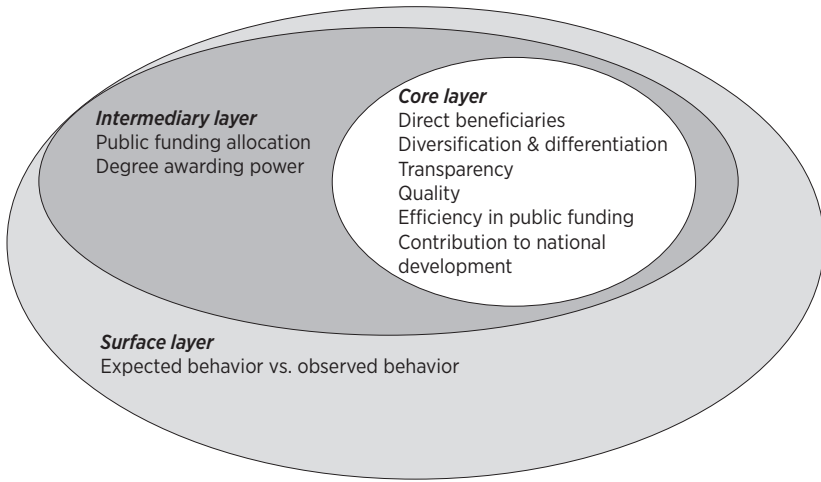 Intermediary layer
Public funding allocation
Degree awarding power
Core layer
Direct beneficiaries
Diversification & differentiation
Transparency
Quality
Efficiency in public funding
Contribution to national
development
Surface layer
Expected behavior vs. observed behavior